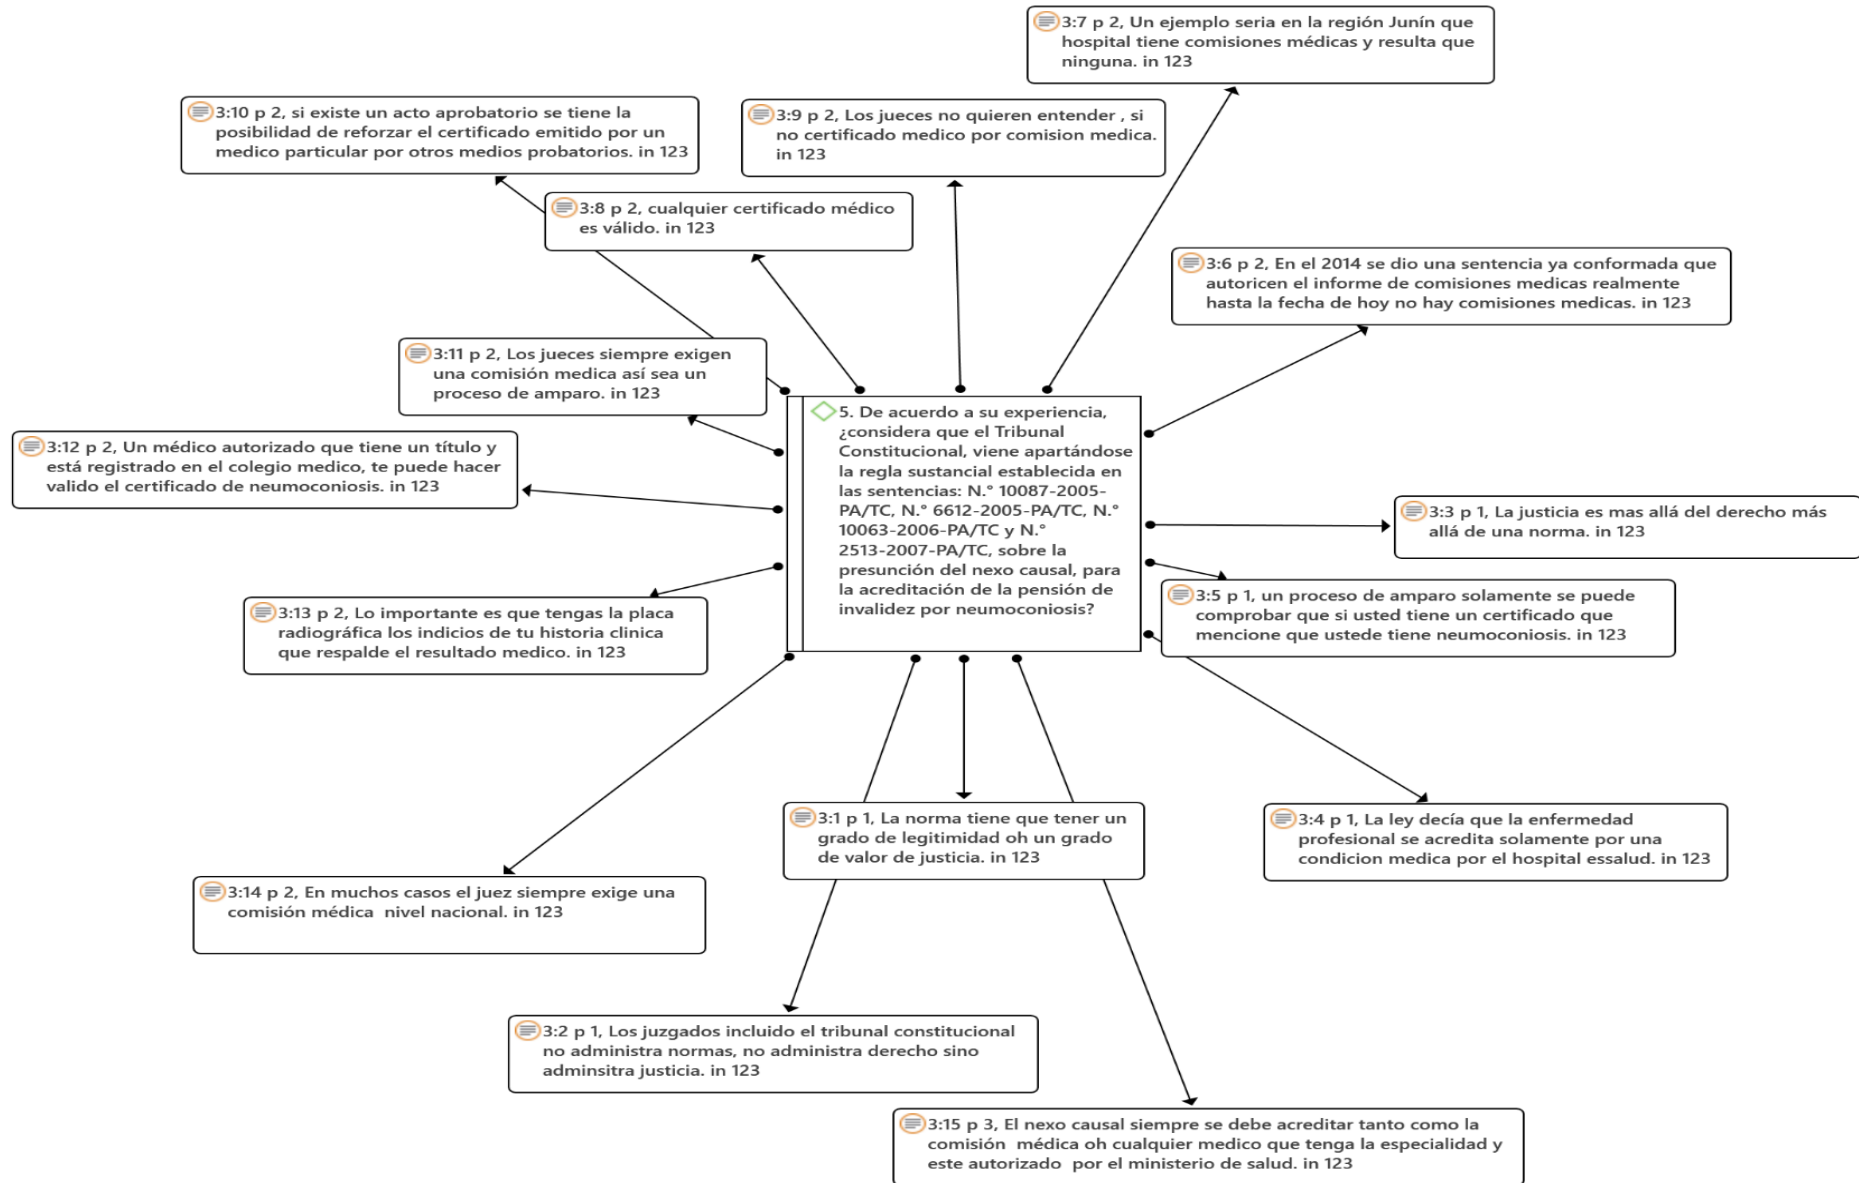 3:7 p 2, Un ejemplo seria en la región Junín que
hospital tiene comisiones médicas y resulta que
ninguna. in 123
3:10 p 2, si existe un acto aprobatorio se tiene la
posibilidad de reforzar el certificado emitido por un
medico particular por otros medios probatorios. in 123
3:9 p 2, Los jueces no quieren entender , si
no certificado medico por comision medica.
in 123
3:8 p 2, cualquier certificado médico
es válido. in 123
3:6 p 2, En el 2014 se dio una sentencia ya conformada que
autoricen el informe de comisiones medicas realmente
hasta la fecha de hoy no hay comisiones medicas. in 123
3:11 p 2, Los jueces siempre exigen
una comisión medica así sea un
proceso de amparo. in 123
5. De acuerdo a su experiencia,
¿considera que el Tribunal
Constitucional, viene apartándose
la regla sustancial establecida en
las sentencias: N.° 10087-2005-
PA/TC, N.° 6612-2005-PA/TC, N.°
10063-2006-PA/TC y N.°
2513-2007-PA/TC, sobre la
presunción del nexo causal, para
la acreditación de la pensión de
invalidez por neumoconiosis?
3:12 p 2, Un médico autorizado que tiene un título y
está registrado en el colegio medico, te puede hacer
valido el certificado de neumoconiosis. in 123
3:3 p 1, La justicia es mas allá del derecho más
allá de una norma. in 123
3:5 p 1, un proceso de amparo solamente se puede
comprobar que si usted tiene un certificado que
mencione que ustede tiene neumoconiosis. in 123
3:13 p 2, Lo importante es que tengas la placa
radiográfica los indicios de tu historia clinica
que respalde el resultado medico. in 123
3:1 p 1, La norma tiene que tener un
grado de legitimidad oh un grado
de valor de justicia. in 123
3:4 p 1, La ley decía que la enfermedad
profesional se acredita solamente por una
condicion medica por el hospital essalud. in 123
3:14 p 2, En muchos casos el juez siempre exige una
comisión médica  nivel nacional. in 123
3:2 p 1, Los juzgados incluido el tribunal constitucional
no administra normas, no administra derecho sino
adminsitra justicia. in 123
3:15 p 3, El nexo causal siempre se debe acreditar tanto como la
comisión  médica oh cualquier medico que tenga la especialidad y
este autorizado  por el ministerio de salud. in 123